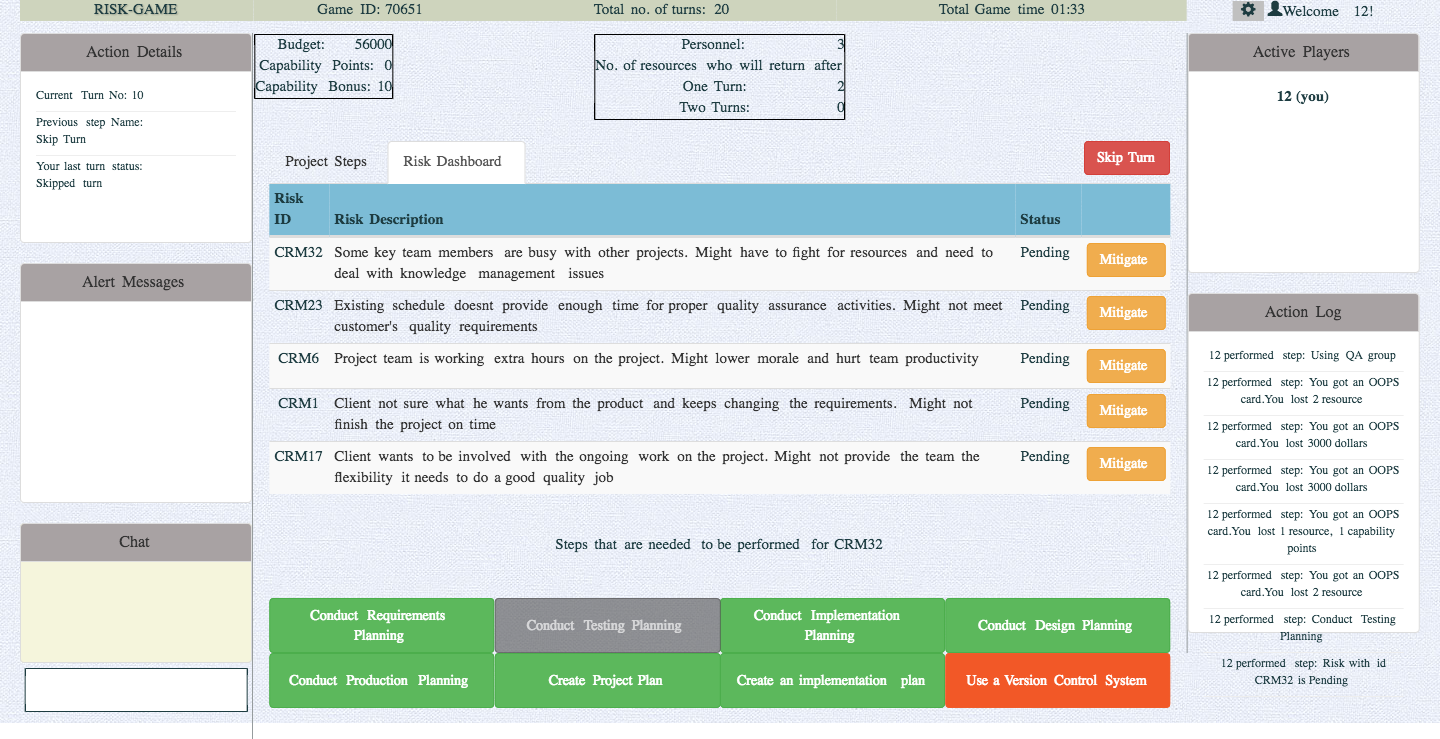 RISK-GAME
Game ID: 70651
Total no. of turns: 20
Total Game time 01:33
Welcome 12!
Action Details
Current Turn No: 10
Previous step Name:
Skip Turn
Your last turn status:
Skipped turn
Alert Messages
Chat
Budget: 56000
Capability Points: 0
Capability Bonus: 10
Personnel: 3
No. of resources who will return after
One Turn: 2
Two Turns: 0
Project Steps
Risk Dashboard
Skip Turn
Risk
ID
Risk Description
Status
CRM32
Some key team members are busy with other projects. Might have to fight for resources and need to
deal with knowledge management issues
Pending
Mitigate
CRM23
Existing schedule doesnt provide enough time for proper quality assurance activities. Might not meet
customer's quality requirements
Pending
Mitigate
CRM6
Project team is working extra hours on the project. Might lower morale and hurt team productivity
Pending
Mitigate
CRM1
Client not sure what he wants from the product and keeps changing the requirements. Might not
finish the project on time
Pending
Mitigate
CRM17
Client wants to be involved with the ongoing work on the project. Might not provide the team the
flexibility it needs to do a good quality job
Pending
Mitigate
Steps that are needed to be performed for CRM32
Conduct Requirements
Planning
Conduct Testing Planning
Conduct Implementation
Planning
Conduct Design Planning
Conduct Production Planning
Create Project Plan
Create an implementation plan
Use a Version Control System
Active Players
12 (you)
Action Log
12 performed step: Using QA group
12 performed step: You got an OOPS
card.You lost 2 resource
12 performed step: You got an OOPS
card.You lost 3000 dollars
12 performed step: You got an OOPS
card.You lost 3000 dollars
12 performed step: You got an OOPS
card.You lost 1 resource, 1 capability
points
12 performed step: You got an OOPS
card.You lost 2 resource
12 performed step: Conduct Testing
Planning
12 performed step: Risk with id
CRM32 is Pending